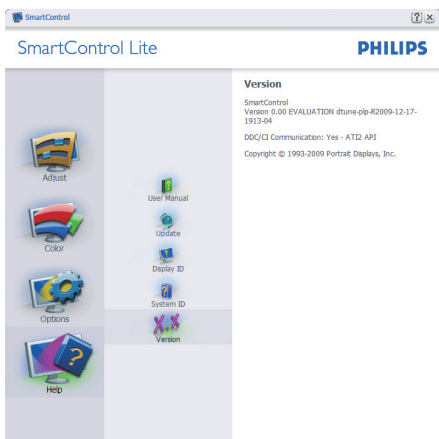 SmartControl
? ×
SmartControl Lite
PHILIPS
Adjust
Color
Options
?
Help
User Manual
Update
Display ID
System ID
X.X
Version
Version
SmartControl
Version 0.00 EVALUATION dtune-plp-R2009-12-17-
1913-04
DDC/CI Communication: Yes - ATI2 API
Copyright © 1993-2009 Portrait Displays, Inc.